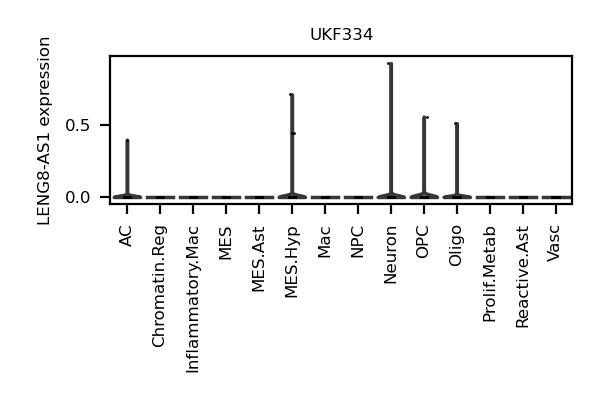 UKF334
LENG8-AS1 expression
0.5
0.0
AC
Chromatin.Reg
Inflammatory.Mac
MES
MES.Ast
MES.Hyp
Mac
NPC
Neuron
OPC
Oligo
Prolif.Metab
Reactive.Ast
Vasc